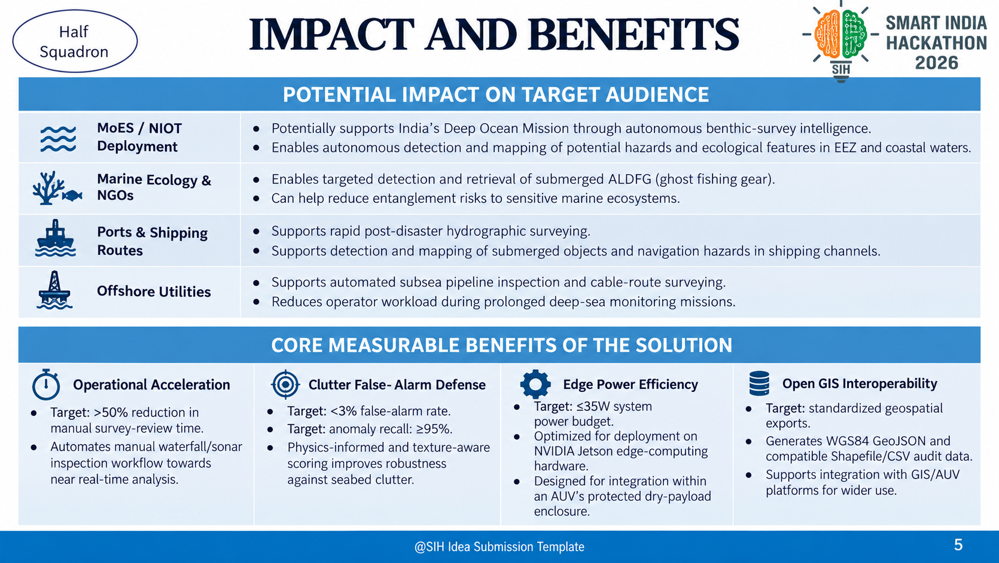 Half
Squadron
IMPACT AND BENEFITS
SMART INDIA
HACKATHON
2026
SIH
POTENTIAL IMPACT ON TARGET AUDIENCE
MoES / NIOT
Deployment
● Potentially supports India’s Deep Ocean Mission through autonomous benthic-survey intelligence.
● Enables autonomous detection and mapping of potential hazards and ecological features in EEZ and coastal waters.
Marine Ecology &
NGOs
● Enables targeted detection and retrieval of submerged ALDFG (ghost fishing gear).
● Can help reduce entanglement risks to sensitive marine ecosystems.
Ports & Shipping
Routes
● Supports rapid post-disaster hydrographic surveying.
● Supports detection and mapping of submerged objects and navigation hazards in shipping channels.
Offshore Utilities
● Supports automated subsea pipeline inspection and cable-route surveying.
● Reduces operator workload during prolonged deep-sea monitoring missions.
CORE MEASURABLE BENEFITS OF THE SOLUTION
Operational Acceleration
● Target: >50% reduction in
manual survey-review time.
● Automates manual waterfall/sonar
inspection workflow towards
near real-time analysis.
Clutter False- Alarm Defense
● Target: <3% false-alarm rate.
● Target: anomaly recall: ≥95%.
● Physics-informed and texture-aware
scoring improves robustness
against seabed clutter.
Edge Power Efficiency
● Target: ≤35W system
power budget.
● Optimized for deployment on
NVIDIA Jetson edge-computing
hardware.
● Designed for integration within
an AUV’s protected dry-payload
enclosure.
Open GIS Interoperability
● Target: standardized geospatial
exports.
● Generates WGS84 GeoJSON and
compatible Shapefile/CSV audit data.
● Supports integration with GIS/AUV
platforms for wider use.
@SIH Idea Submission Template
5